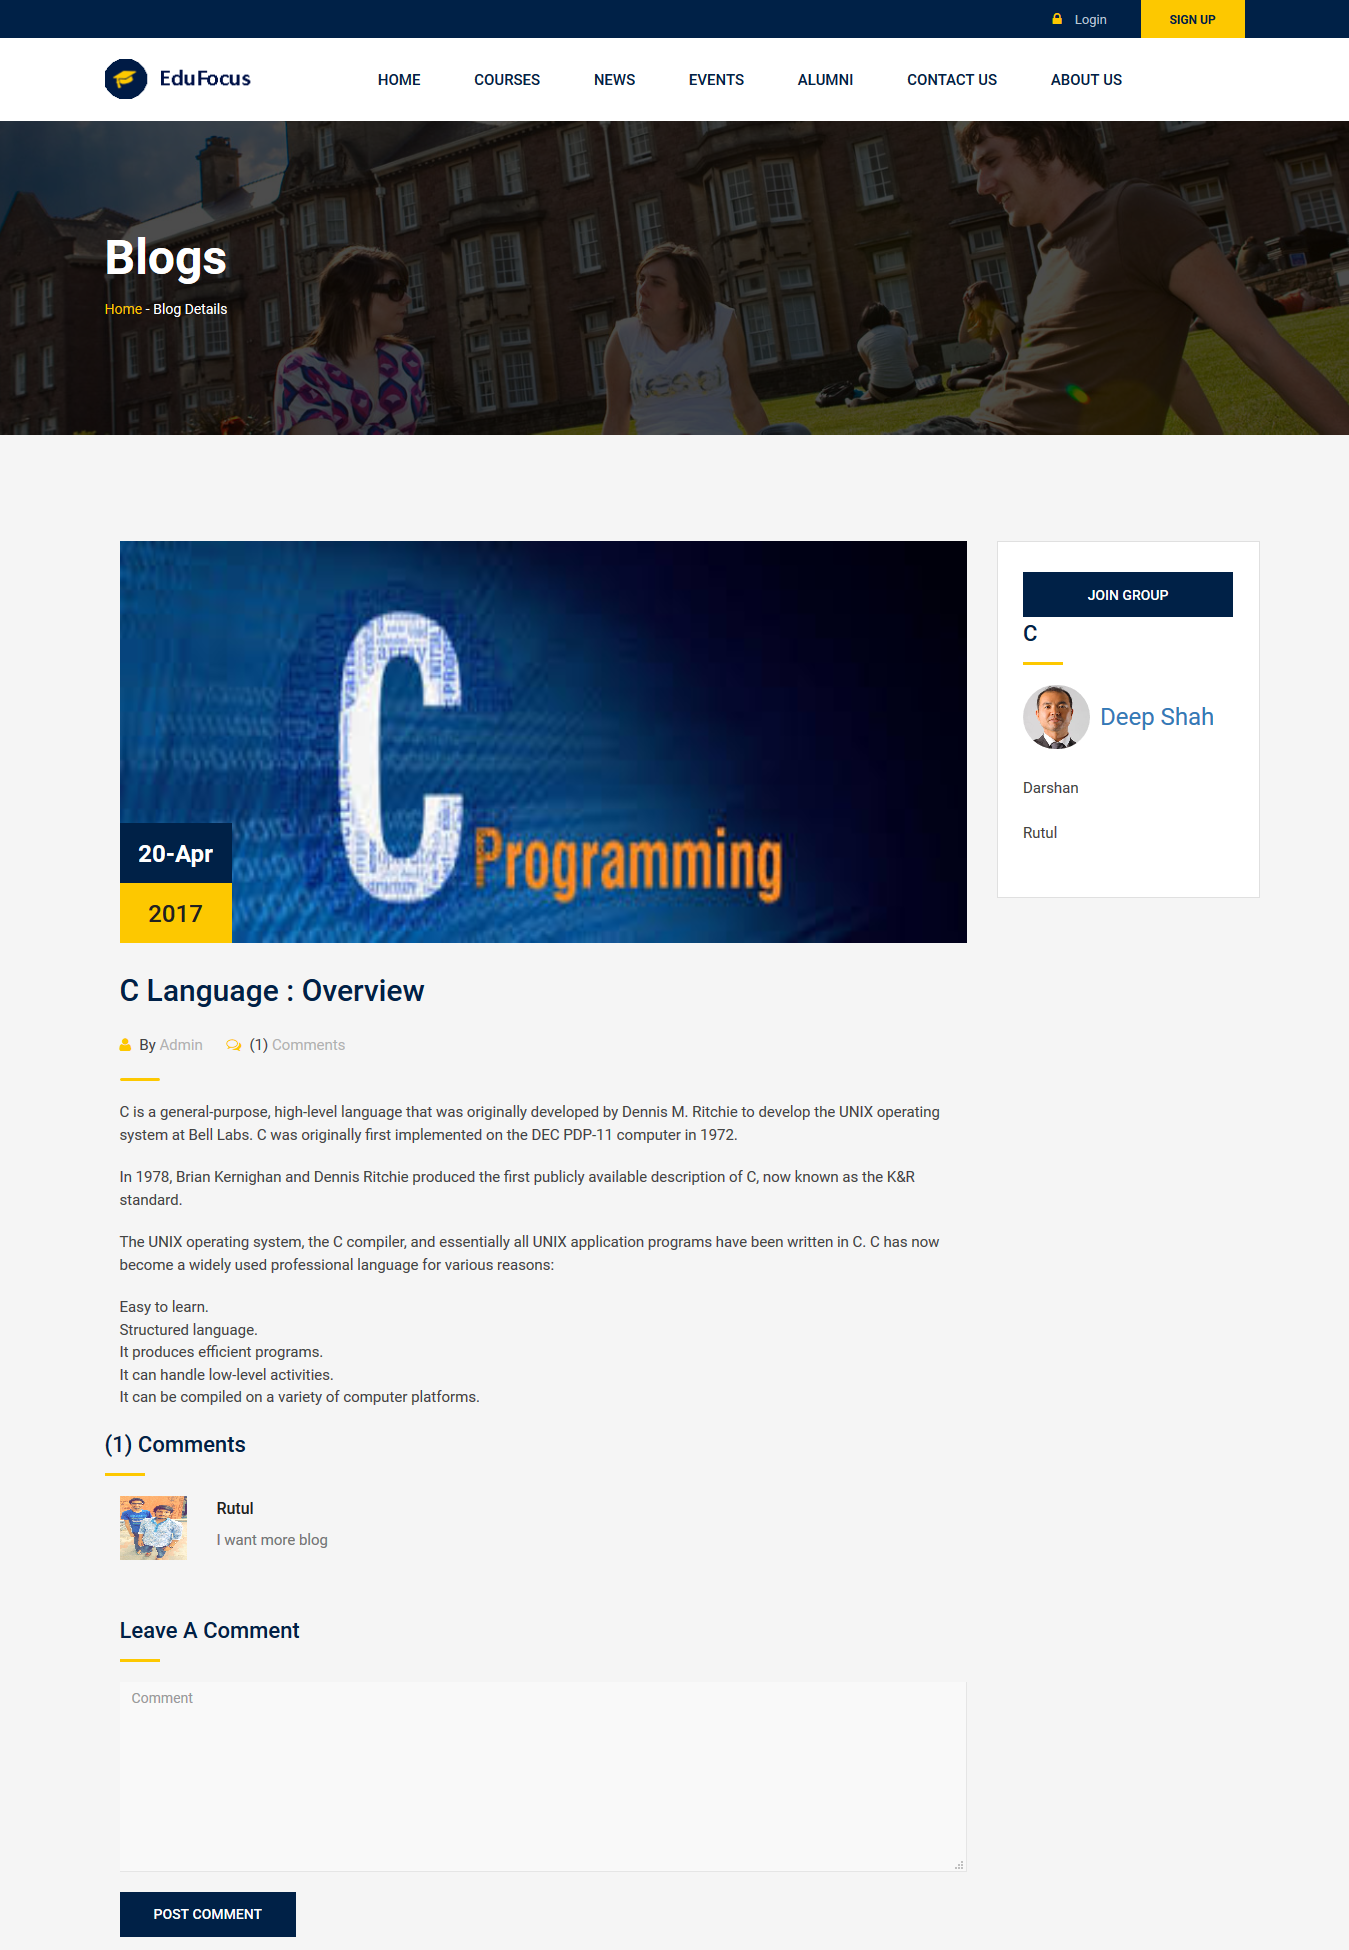 Login
SIGN UP
EduFocus
HOME
COURSES
NEWS
EVENTS
ALUMNI
CONTACT US
ABOUT US
Blogs
Home - Blog Details
C
Programming
20-Apr
2017
JOIN GROUP
C
Deep Shah
Darshan
Rutul
C Language : Overview
By Admin
(1) Comments
C is a general-purpose, high-level language that was originally developed by Dennis M. Ritchie to develop the UNIX operating
system at Bell Labs. C was originally first implemented on the DEC PDP-11 computer in 1972.
In 1978, Brian Kernighan and Dennis Ritchie produced the first publicly available description of C, now known as the K&R
standard.
The UNIX operating system, the C compiler, and essentially all UNIX application programs have been written in C. C has now
become a widely used professional language for various reasons:
Easy to learn.
Structured language.
It produces efficient programs.
It can handle low-level activities.
It can be compiled on a variety of computer platforms.
(1) Comments
Rutul
I want more blog
Leave A Comment
Comment
POST COMMENT